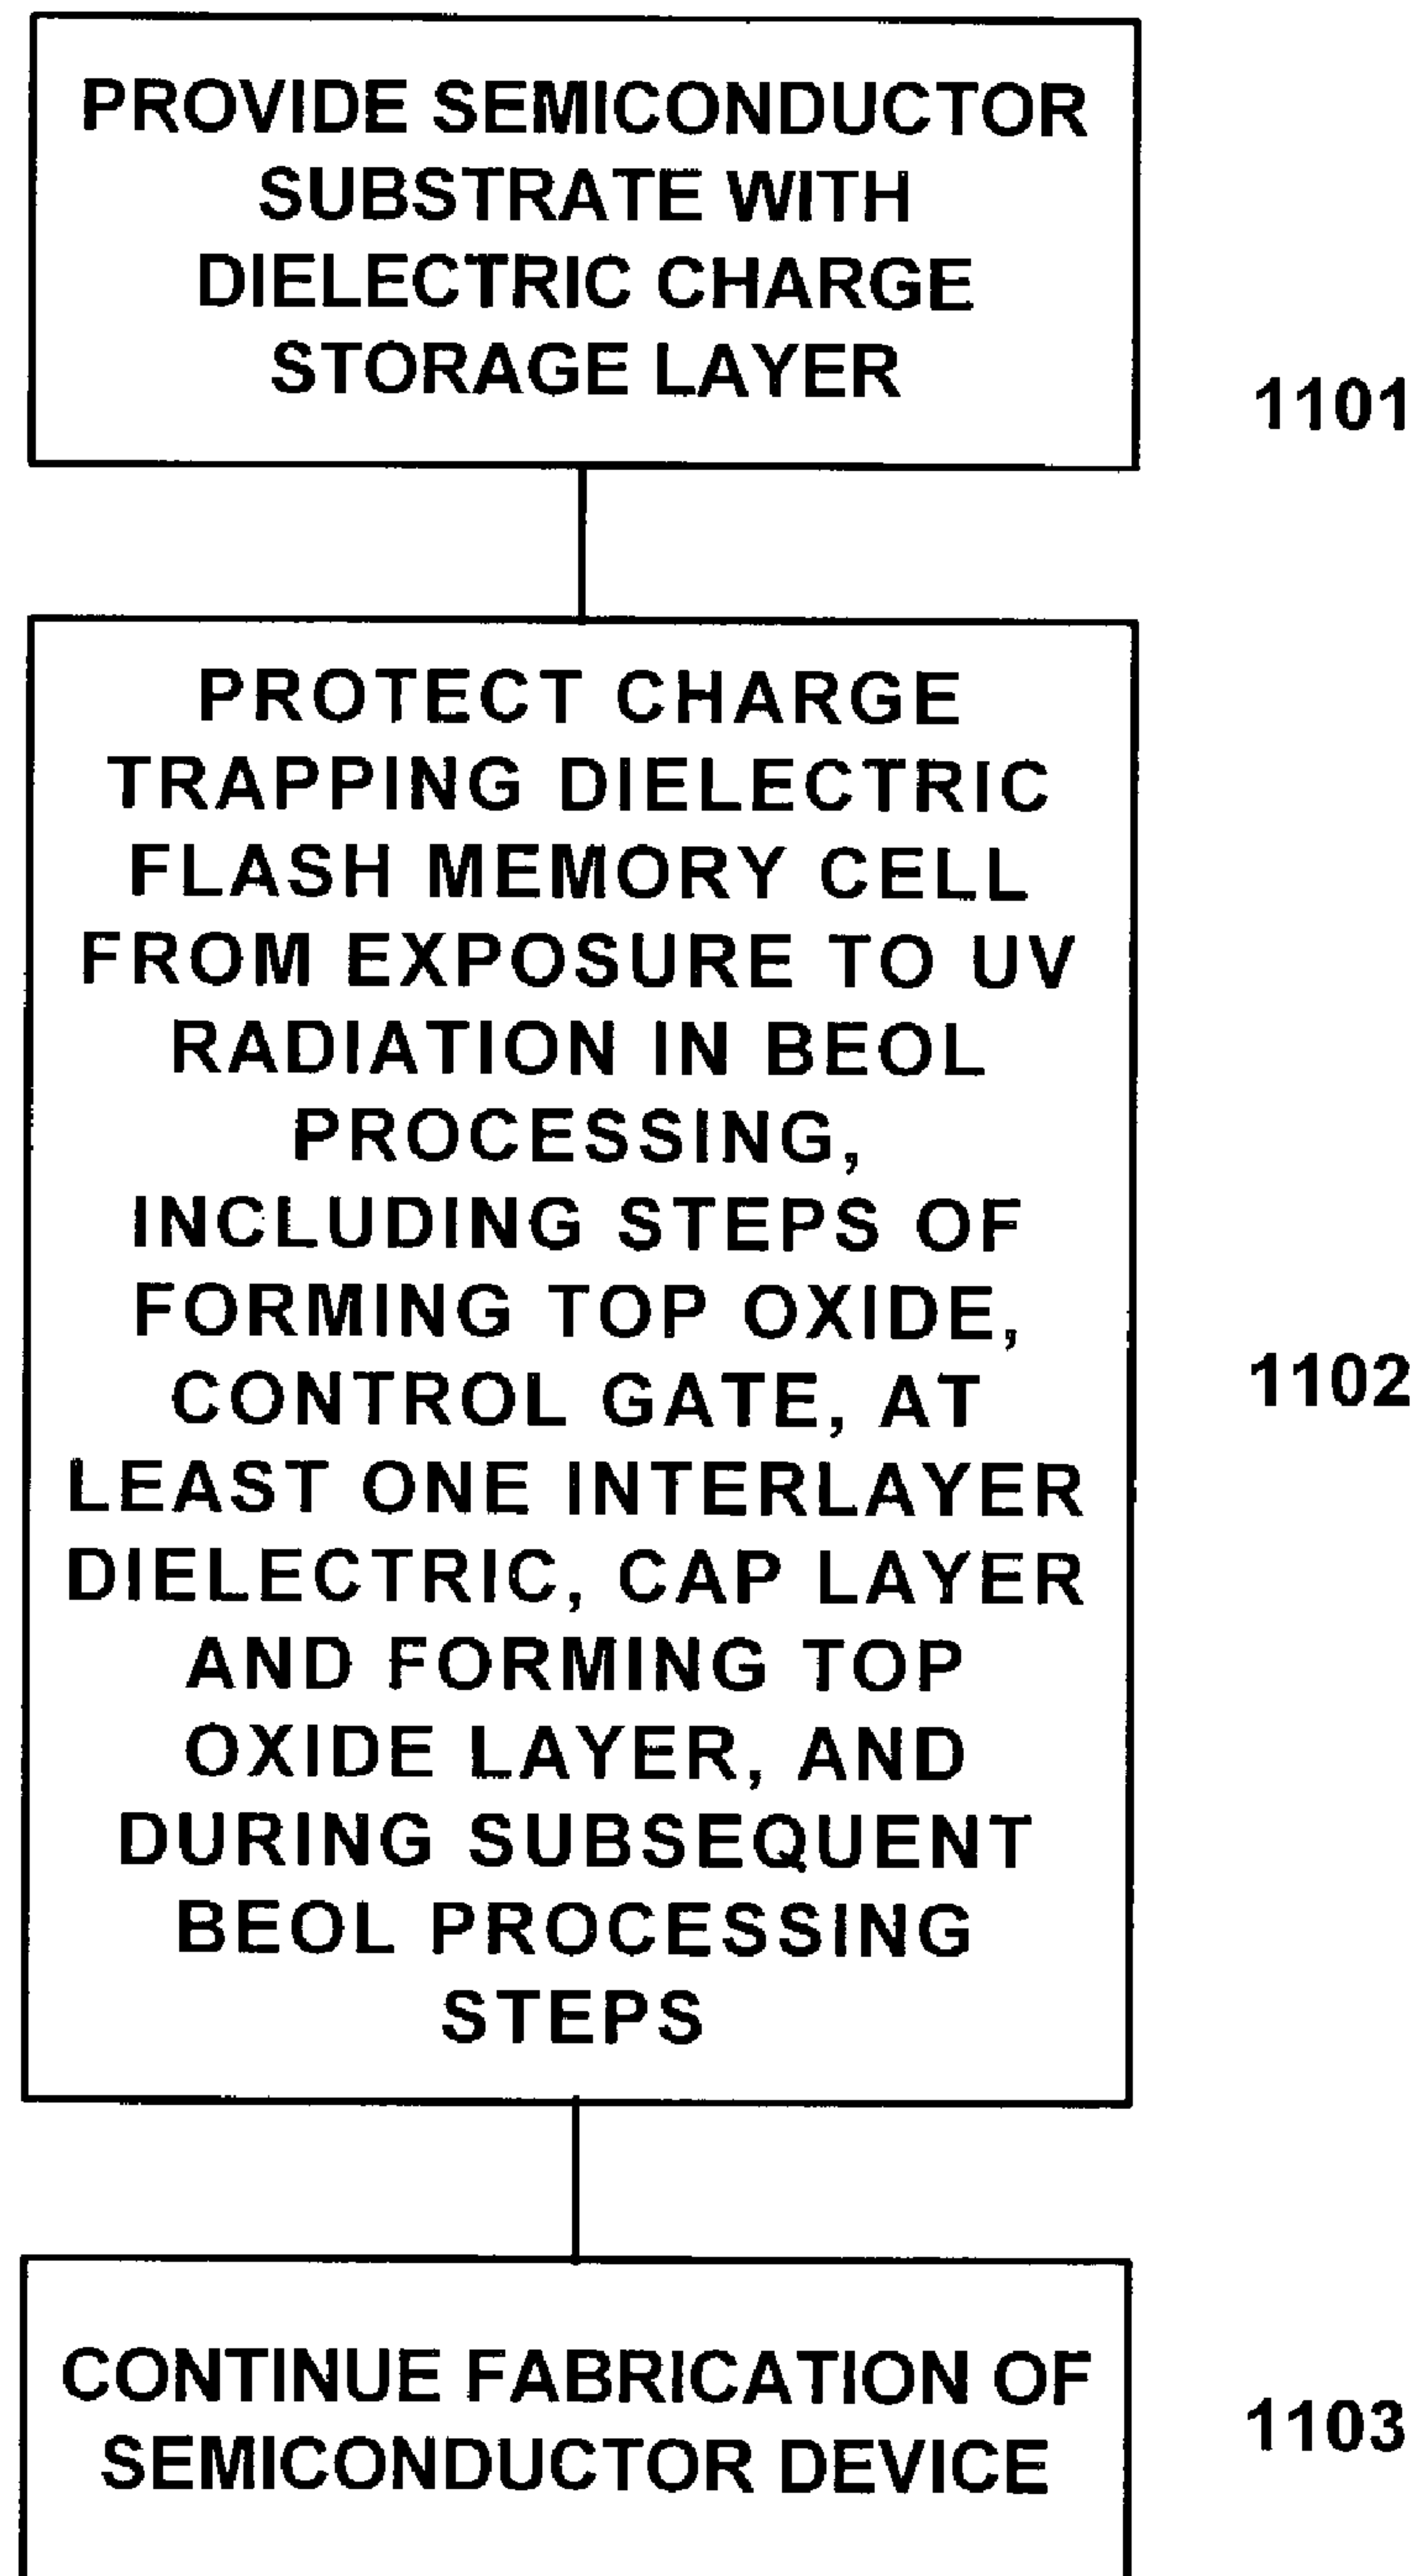 PROVIDE SEMICONDUCTOR
SUBSTRATE WITH
DIELECTRIC CHARGE
STORAGE LAYER
1101
PROTECT CHARGE
TRAPPING DIELECTRIC
FLASH MEMORY CELL
FROM EXPOSURE TO UV
RADIATION IN BEOL
PROCESSING,
INCLUDING STEPS OF
FORMING TOP OXIDE,
CONTROL GATE, AT
LEAST ONE INTERLAYER
DIELECTRIC, CAP LAYER
AND FORMING TOP
OXIDE LAYER, AND
DURING SUBSEQUENT
BEOL PROCESSING
STEPS
1102
CONTINUE FABRICATION OF
SEMICONDUCTOR DEVICE
1103